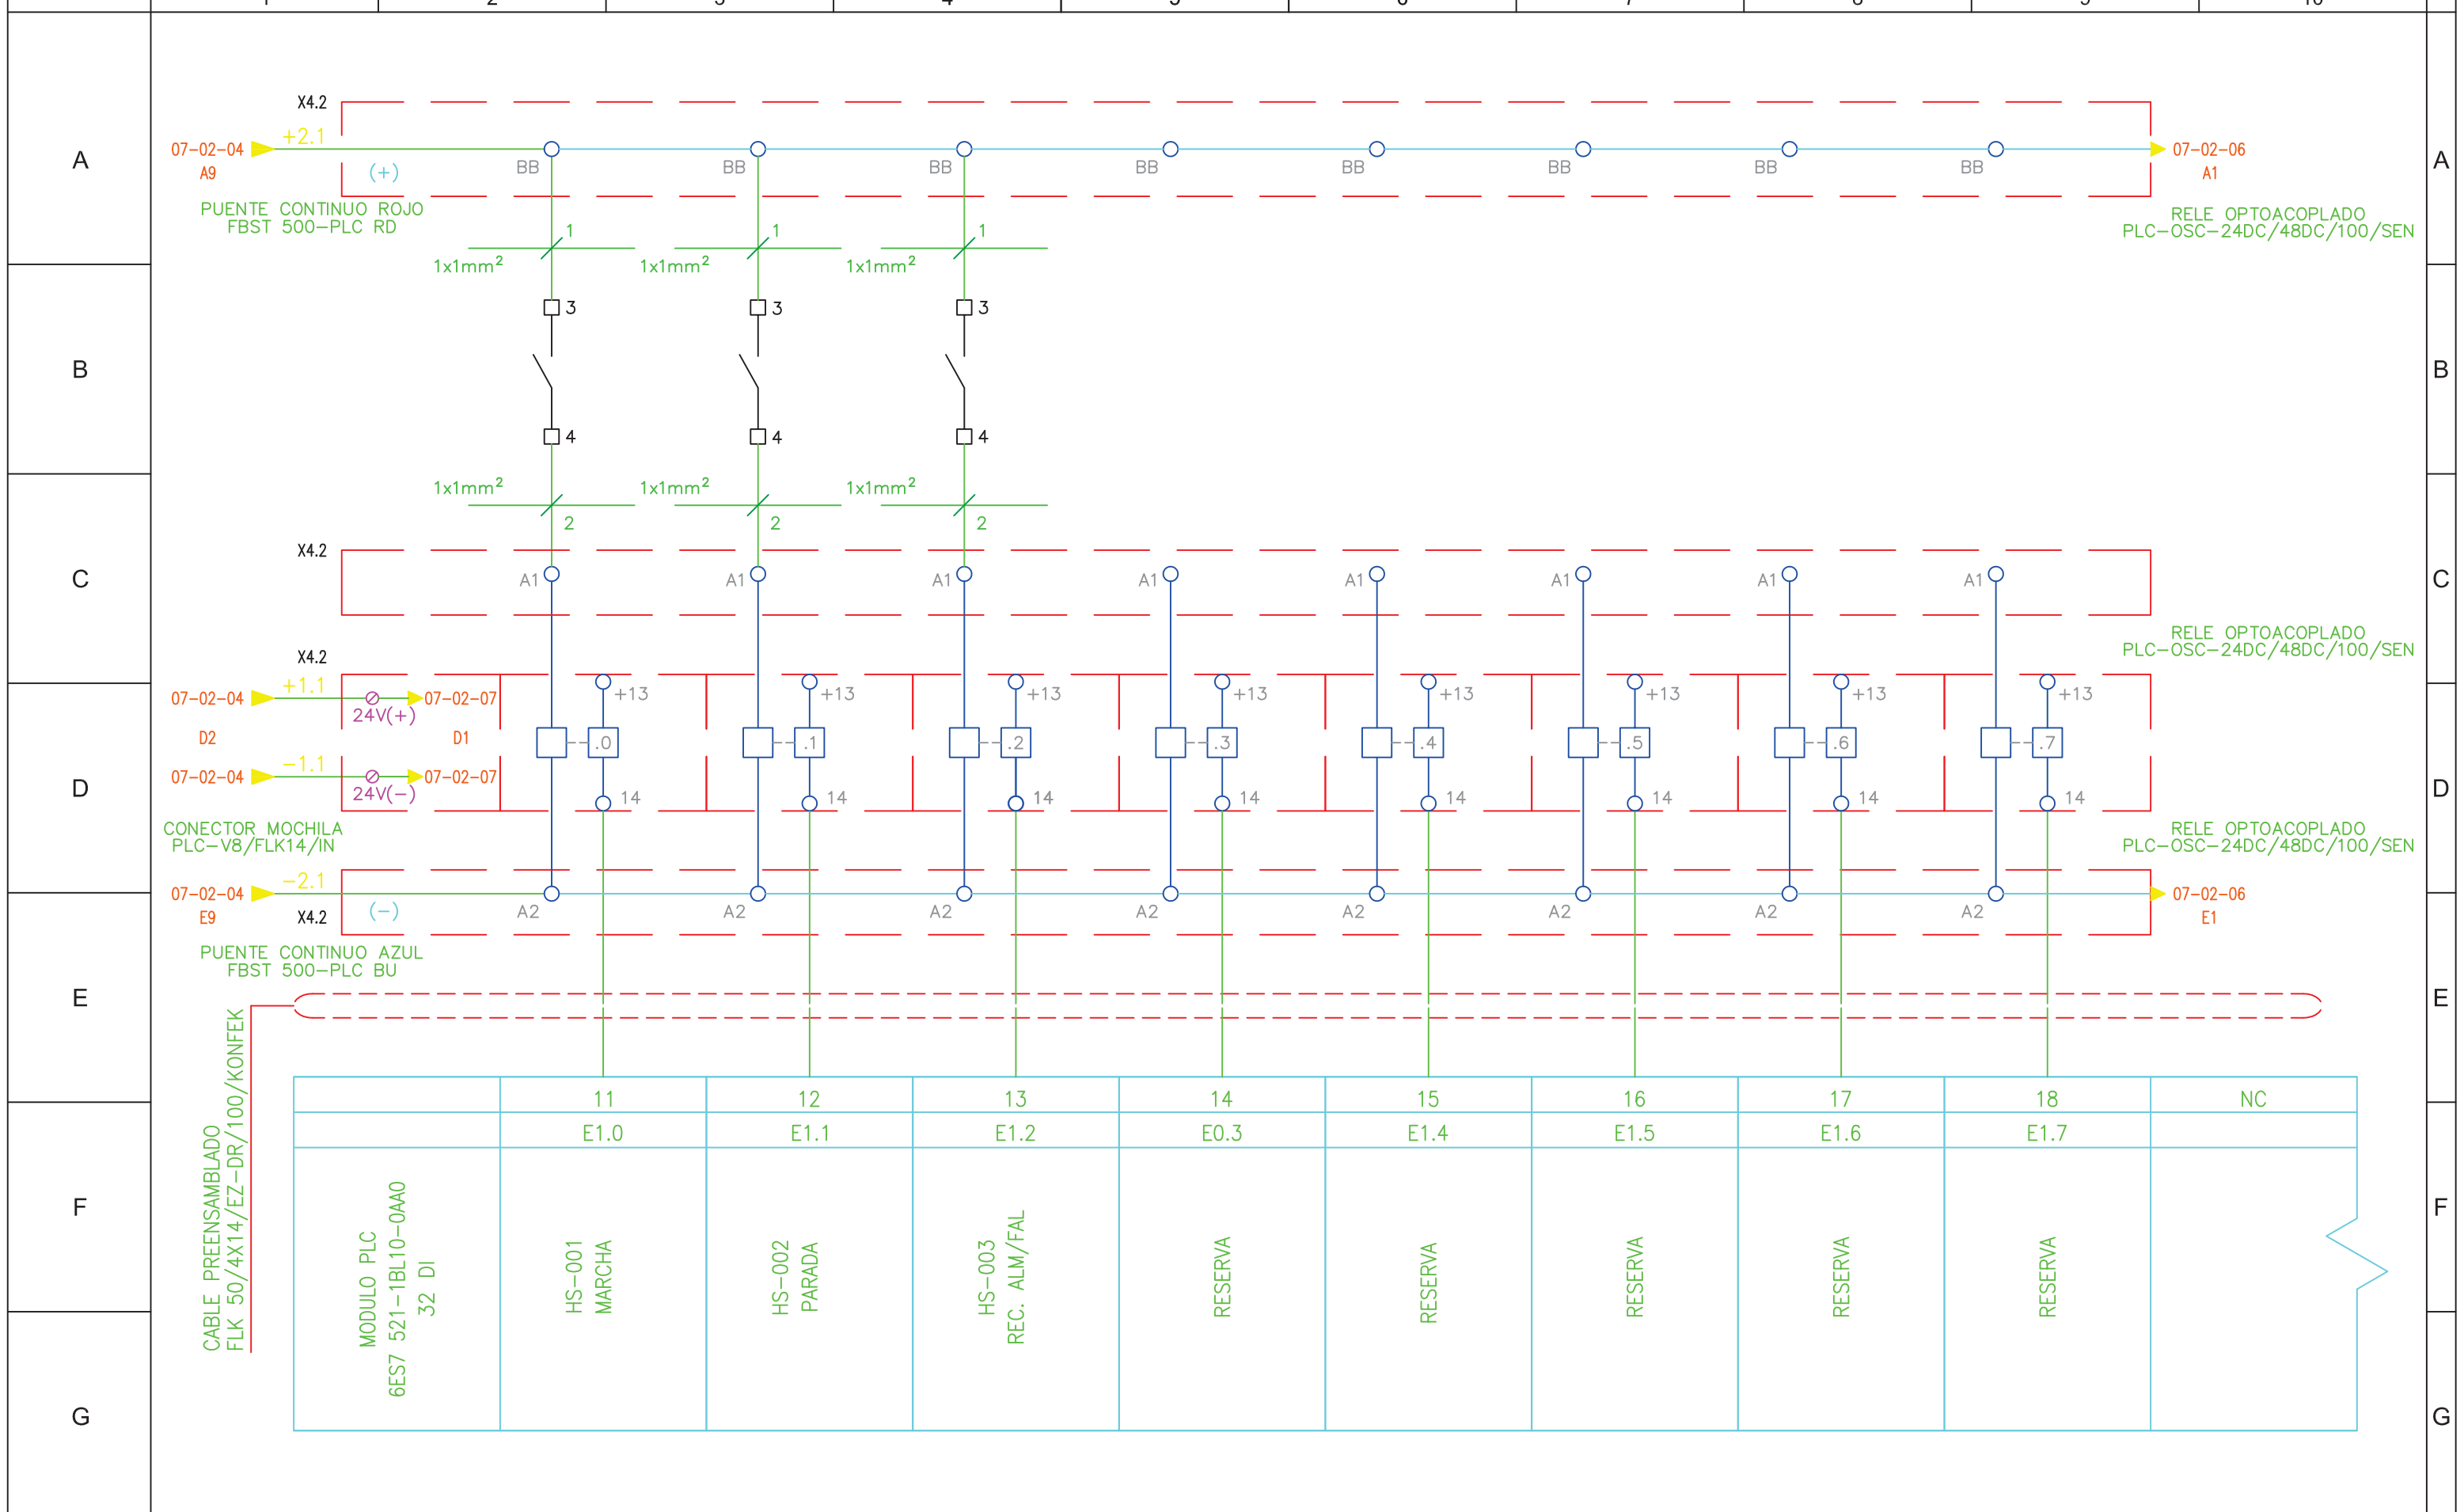 1 2 3 4 5 6 7 8 9 10
A
X4.2
07-02-04 +2.1
A9
(+)
BB BB BB BB BB BB BB BB
07-02-06
A1
A
PUENTE CONTINUO ROJO
FBST 500-PLC RD
RELE OPTOACOPLADO
PLC-OSC-24DC/48DC/100/SEN
1 1 1
1x1mm² 1x1mm² 1x1mm²
3 3 3
B
B
4 4 4
1x1mm² 1x1mm² 1x1mm²
2 2 2
X4.2
C
A1 A1 A1 A1 A1 A1 A1 A1
C
RELE OPTOACOPLADO
PLC-OSC-24DC/48DC/100/SEN
X4.2
07-02-04 +1.1 07-02-07
24V(+)
+13 +13 +13 +13 +13 +13 +13 +13
D2 D1
.0 .1 .2 .3 .4 .5 .6 .7
07-02-04 -1.1 07-02-07
24V(-)
D
14 14 14 14 14 14 14 14
D
CONECTOR MOCHILA
PLC-V8/FLK14/IN
RELE OPTOACOPLADO
PLC-OSC-24DC/48DC/100/SEN
07-02-04 -2.1
E9 X4.2
(-)
A2 A2 A2 A2 A2 A2 A2 A2
07-02-06
E1
PUENTE CONTINUO AZUL
FBST 500-PLC BU
E
E
CABLE PREENSAMBLADO
FLK 50/4X14/EZ-DR/100/KONFEK
11 12 13 14 15 16 17 18 NC
E1.0 E1.1 E1.2 E0.3 E1.4 E1.5 E1.6 E1.7
F
F
MODULO PLC
6ES7 521-1BL10-0AA0
32 DI
HS-001
MARCHA
HS-002
PARADA
HS-003
REC. ALM/FAL
RESERVA
RESERVA
RESERVA
RESERVA
RESERVA
G
G